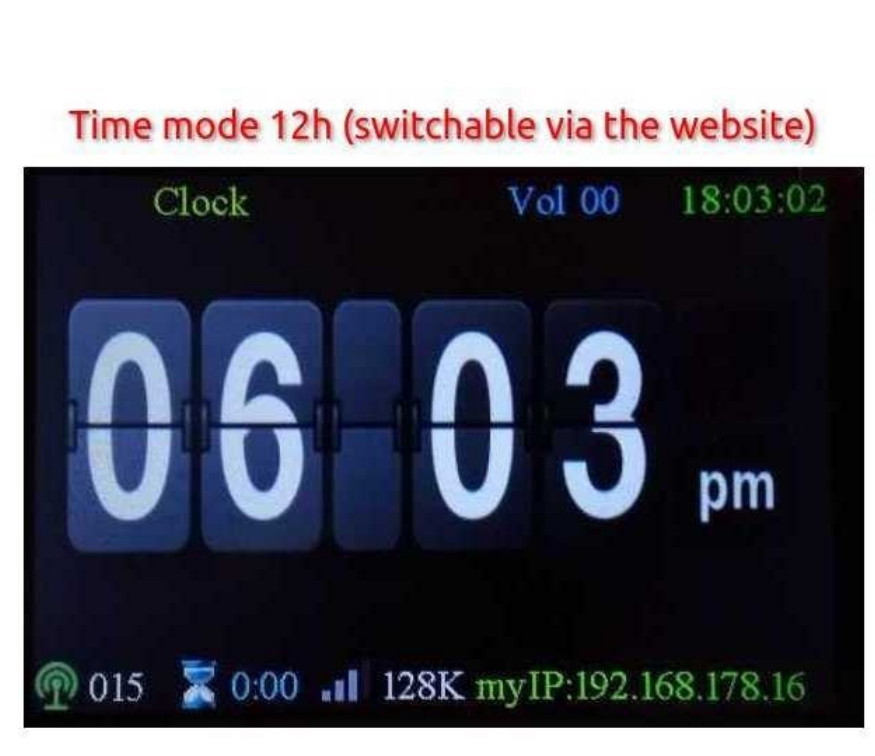 Time mode 12h (switchable via the website)
Clock Vol 00 18:03:02
06 03 pm
015 0:00 128K myIP:192.168.178.16